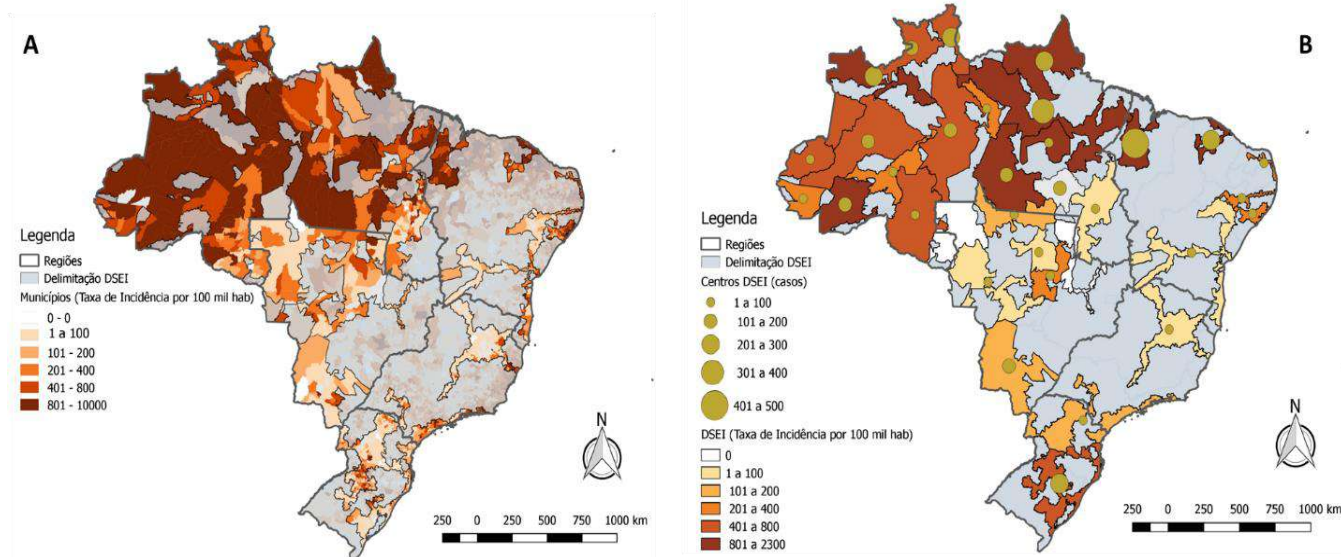 A
Legenda
Regiões
Delimitação DSEI
Municípios (Taxa de Incidência por 100 mil hab)
0 - 0
1 a 100
101 - 200
201 - 400
401 - 800
801 - 10000
N
250 0 250 500 750 1000 km
B
Legenda
Regiões
Delimitação DSEI
Centros DSEI (casos)
1 a 100
101 a 200
201 a 300
301 a 400
401 a 500
DSEI (Taxa de Incidência por 100 mil hab)
0
1 a 100
101 a 200
201 a 400
401 a 800
801 a 2300
N
250 0 250 500 750 1000 km